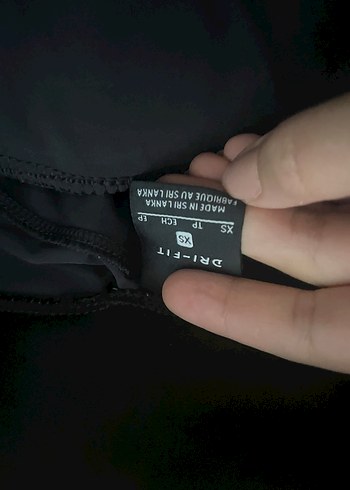 DRI-FIT
XS
XS TP ECH EP
MADE IN SRI LANKA
FABRIQUE AU SRI LANKA